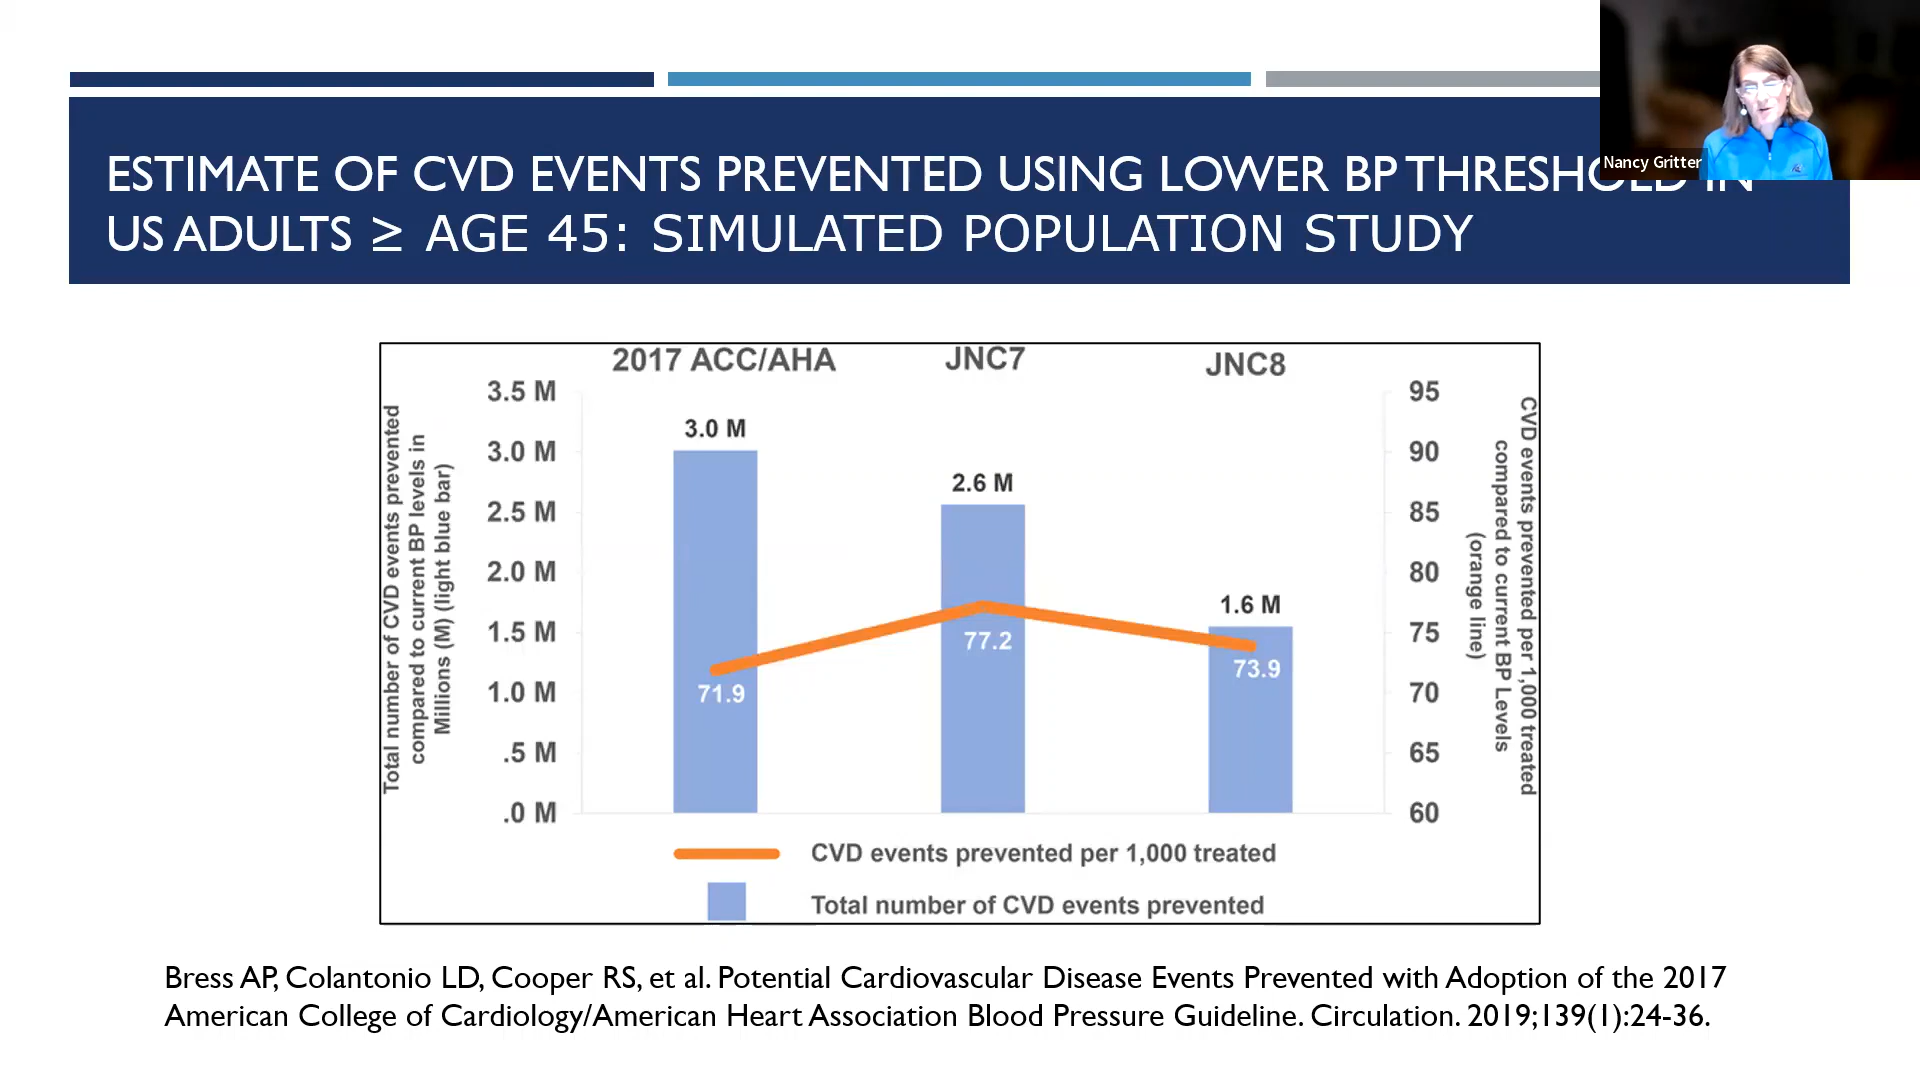 Nancy Gritter
ESTIMATE OF CVD EVENTS PREVENTED USING LOWER BP THRESHOLD IN
US ADULTS ≥ AGE 45: SIMULATED POPULATION STUDY
2017 ACC/AHA
JNC7
JNC8
Total number of CVD events prevented
compared to current BP levels in
Millions (M) (light blue bar)
3.5 M
3.0 M
2.5 M
2.0 M
1.5 M
1.0 M
.5 M
.0 M
3.0 M
2.6 M
1.6 M
71.9
77.2
73.9
95
90
85
80
75
70
65
60
CVD events prevented per 1,000 treated
compared to current BP Levels
(orange line)
CVD events prevented per 1,000 treated
Total number of CVD events prevented
Bress AP, Colantonio LD, Cooper RS, et al. Potential Cardiovascular Disease Events Prevented with Adoption of the 2017
American College of Cardiology/American Heart Association Blood Pressure Guideline. Circulation. 2019;139(1):24-36.